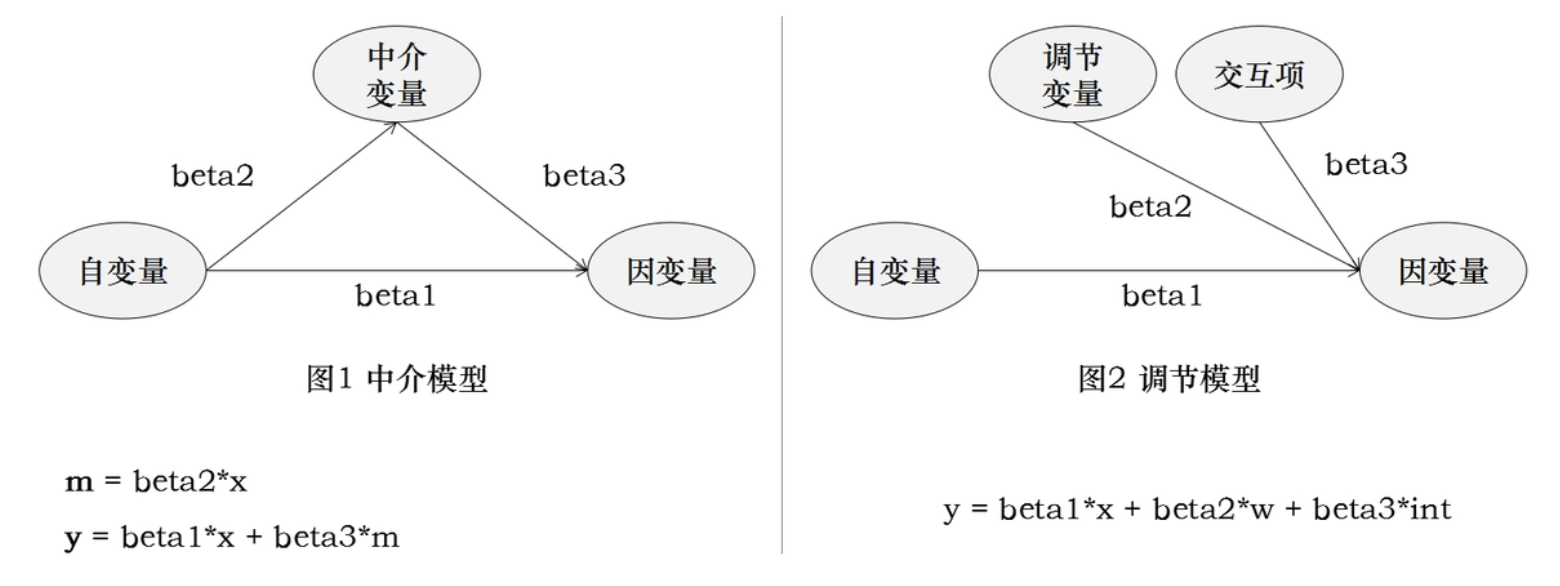 中介
变量
beta2
beta3
自变量
因变量
beta1
图1 中介模型
m = beta2*x
y = beta1*x + beta3*m
调节
变量
交互项
beta3
beta2
自变量
因变量
beta1
图2 调节模型
y = beta1*x + beta2*w + beta3*int